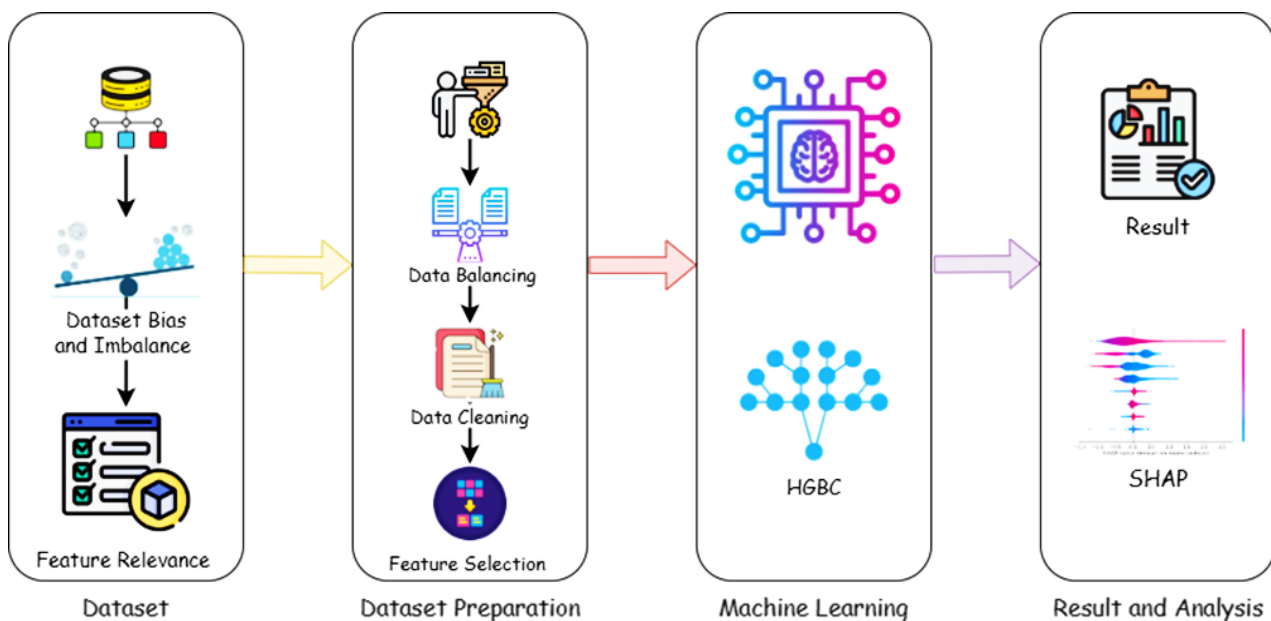 Dataset Bias
and Imbalance
Feature Relevance
Dataset
Data Balancing
Data Cleaning
Feature Selection
Dataset Preparation
HGBC
Machine Learning
Result
SHAP
Result and Analysis